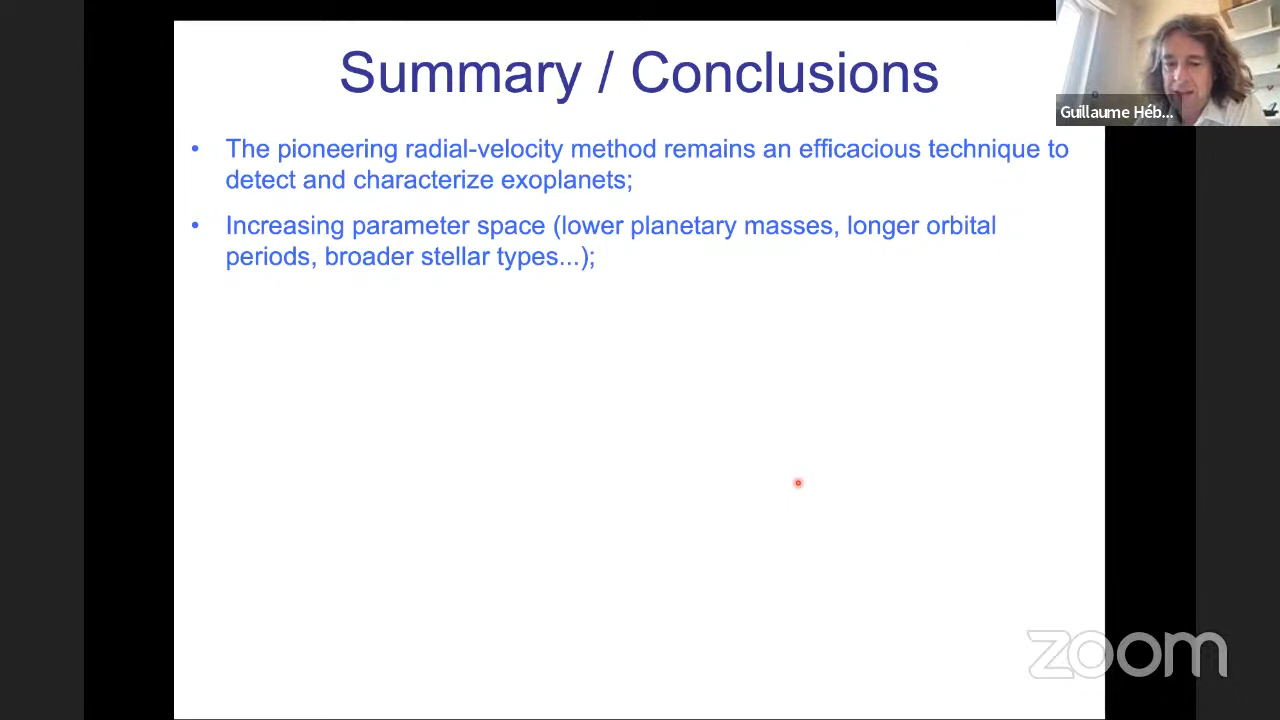 Summary / Conclusions
Guillaume Héb...
• The pioneering radial-velocity method remains an efficacious technique to
detect and characterize exoplanets;
• Increasing parameter space (lower planetary masses, longer orbital
periods, broader stellar types...);
zoom